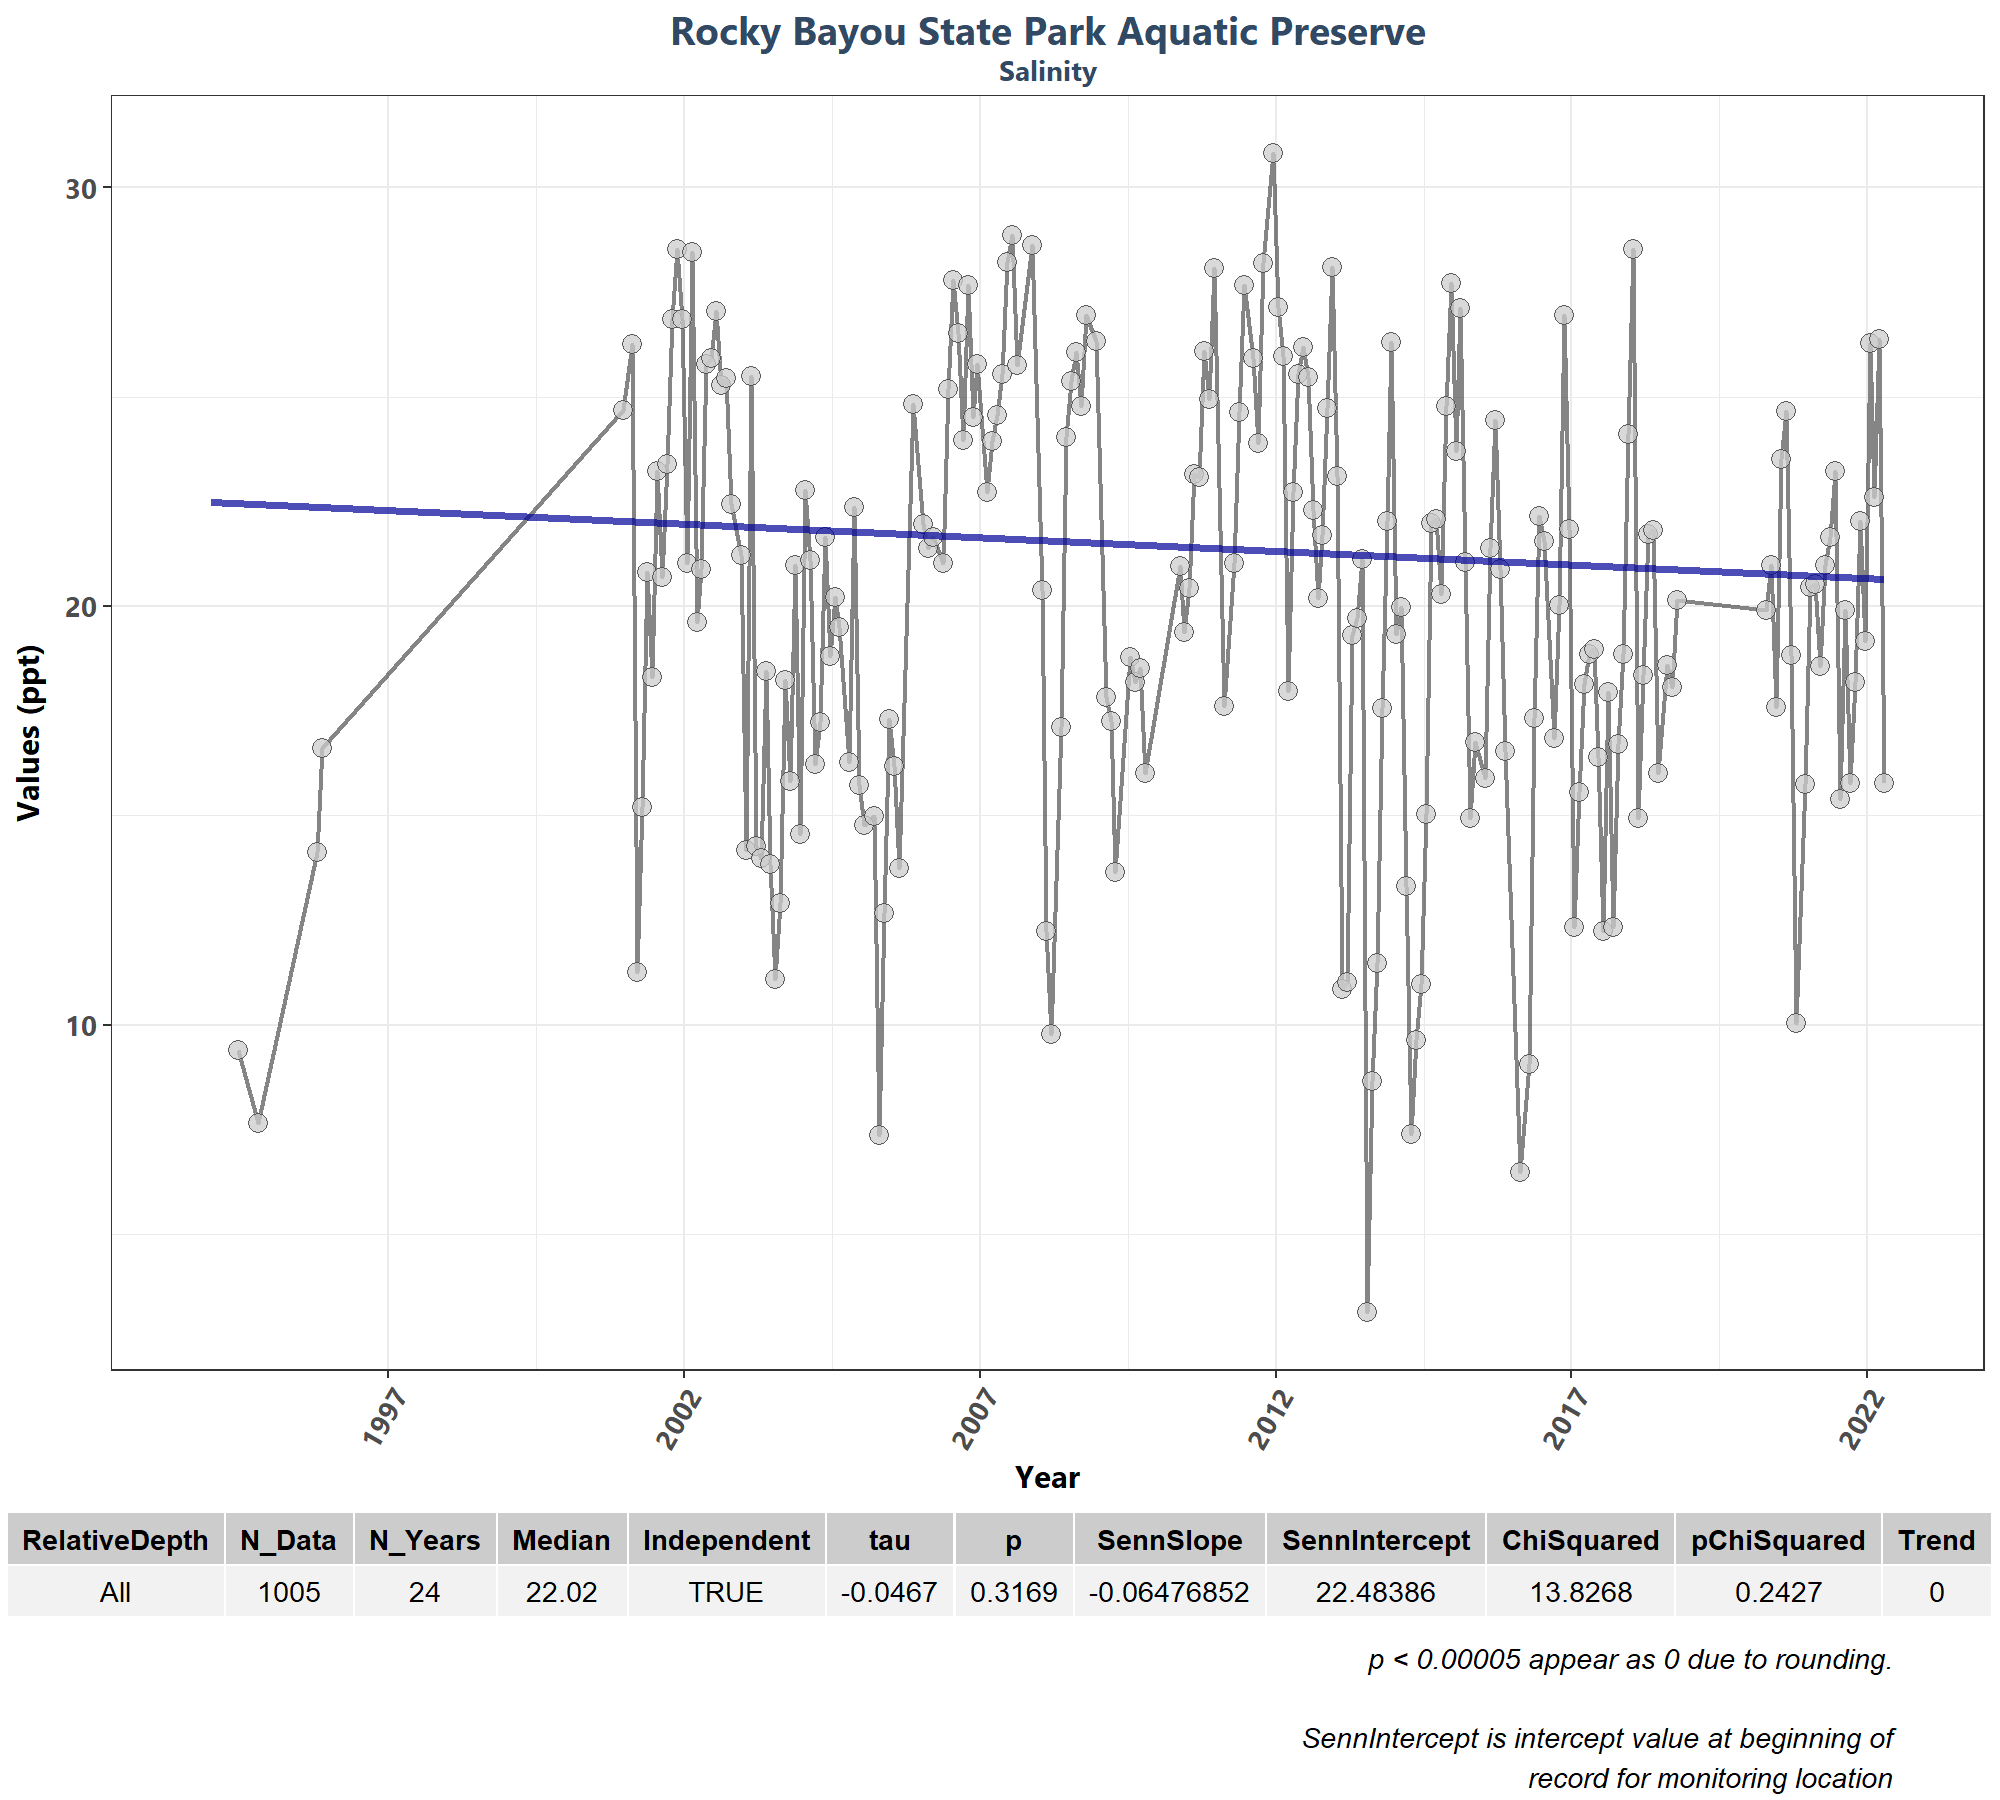 Rocky Bayou State Park Aquatic Preserve
Salinity
Values (ppt)
30
20
10
1997
2002
2007
2012
2017
2022
Year
RelativeDepth N_Data N_Years Median Independent tau p SennSlope SennIntercept ChiSquared pChiSquared Trend
All 1005 24 22.02 TRUE -0.0467 0.3169 -0.06476852 22.48386 13.8268 0.2427 0
p < 0.00005 appear as 0 due to rounding.
SennIntercept is intercept value at beginning of
record for monitoring location